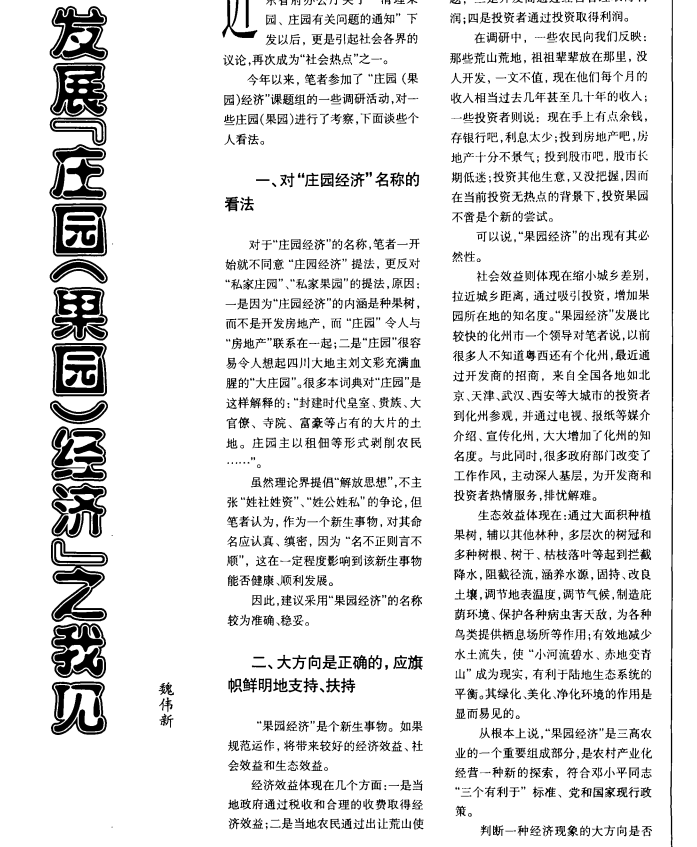 发展『庄园(果园)经济』之我见
魏伟新
园、庄园有关问题的通知”下
发以后，更是引起社会各界的
议论,再次成为“社会热点”之一。
今年以来，笔者参加了“庄园(果
园)经济”课题组的一些调研活动,对一
些庄园(果园)进行了考察,下面谈些个
人看法。
一、对“庄园经济”名称的
看法
对于“庄园经济”的名称,笔者一开
始就不同意“庄园经济”提法，更反对
“私家庄园”、“私家果园”的提法,原因:
一是因为“庄园经济”的内涵是种果树,
而不是开发房地产，而“庄园”令人与
“房地产”联系在一起;二是“庄园”很容
易令人想起四川大地主刘文彩充满血
腥的“大庄园”。很多本词典对“庄园”是
这样解释的:“封建时代皇室、贵族、大
官僚、寺院、富豪等占有的大片的土
地。庄园主以租佃等形式剥削农民
……”。
虽然理论界提倡“解放思想”,不主
张“姓社姓资”、“姓公姓私”的争论,但
笔者认为，作为一个新生事物,对其命
名应认真、缜密，因为“名不正则言不
顺”，这在一定程度影响到该新生事物
能否健康、顺利发展。
因此,建议采用“果园经济”的名称
较为准确、稳妥。
二、大方向是正确的，应旗
帜鲜明地支持、扶持
“果园经济”是个新生事物。如果
规范运作，将带来较好的经济效益、社
会效益和生态效益。
经济效益体现在几个方面:一是当
地政府通过税收和合理的收费取得经
济效益;二是当地农民通过出让荒山使
润;四是投资者通过投资取得利润。
在调研中，一些农民向我们反映:
那些荒山荒地，祖祖辈辈放在那里，没
人开发，一文不值，现在他们每个月的
收人相当过去几年甚至几十年的收人;
一些投资者则说：现在手上有点余钱,
存银行吧,利息太少;投到房地产吧,房
地产十分不景气；投到股市吧，股市长
期低迷;投资其他生意,又没把握,因而
在当前投资无热点的背景下,投资果园
不啻是个新的尝试。
可以说,“果园经济”的出现有其必
然性。
社会效益则体现在缩小城乡差别,
拉近城乡距离，通过吸引投资，增加果
园所在地的知名度。“果园经济”发展比
较快的化州市一个领导对笔者说,以前
很多人不知道粤西还有个化州,最近通
过开发商的招商，来自全国各地如北
京、天津、武汉、西安等大城市的投资者
到化州参观，并通过电视、报纸等媒介
介绍、宣传化州，大大增加了化州的知
名度。与此同时,很多政府部门改变了
工作作风，主动深人基层，为开发商和
投资者热情服务,排忧解难。
生态效益体现在:通过大面积种植
果树，辅以其他林种，多层次的树冠和
多种树根、树干、枯枝落叶等起到拦截
降水,阻截径流,涵养水源,固持、改良
土壤,调节地表温度,调节气候,制造庇
荫环境、保护各种病虫害天敌，为各种
鸟类提供栖息场所等作用;有效地减少
水土流失，使“小河流碧水、赤地变青
山”成为现实，有利于陆地生态系统的
平衡。其绿化、美化、净化环境的作用是
显而易见的。
从根本上说,“果园经济”是三高农
业的一个重要组成部分,是农村产业化
经营一种新的探索，符合邓小平同志
“三个有利于”标准、党和国家现行政
策。
判断一种经济现象的大方向是否